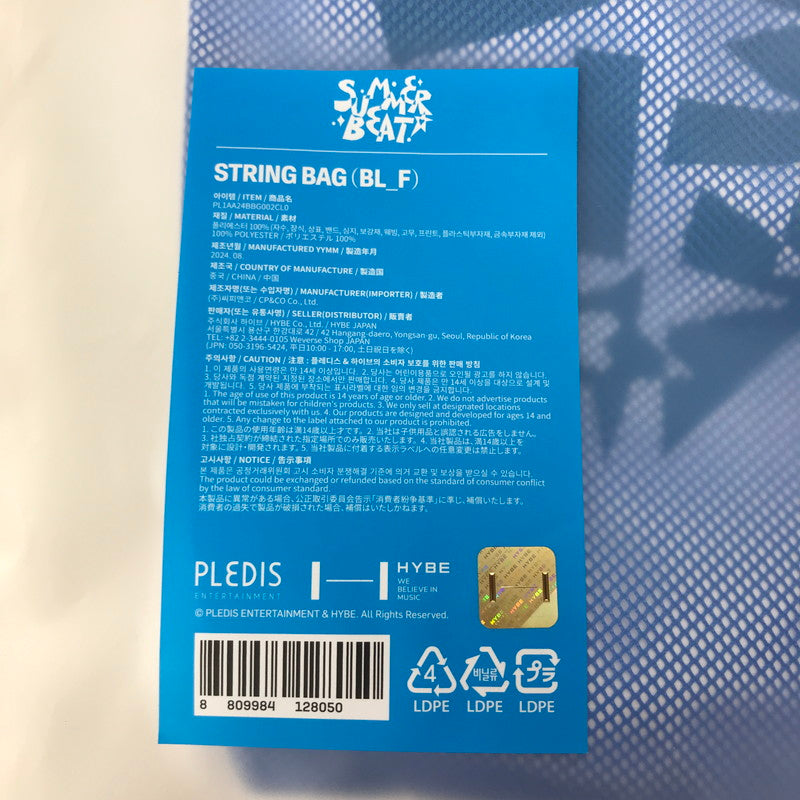 SUMMER
BEAT!
STRING BAG (BL_F)
아이템 / ITEM / 商品名
PL1AA24BBG002CL0
재질 / MATERIAL / 素材
폴리에스터 100% (자수, 장식, 상표, 밴드, 심지, 보강재, 웨빙, 고무, 프린트, 플라스틱부자재, 금속부자재 제외)
100% POLYESTER / ポリエステル 100%
제조년월 / MANUFACTURED YYMM / 製造年月
2024. 08.
제조국 / COUNTRY OF MANUFACTURE / 製造国
중국 / CHINA / 中国
제조자명(또는 수입자명) / MANUFACTURER(IMPORTER) / 製造者
(주)씨피앤코 / CP&CO Co., Ltd.
판매자(또는 유통사명) / SELLER(DISTRIBUTOR) / 販賣者
주식회사 하이브 / HYBE Co., Ltd. / HYBE JAPAN
서울특별시 용산구 한강대로 42 / 42 Hangang-daero, Yongsan-gu, Seoul, Republic of Korea
TEL: +82 2-3444-0105 Weverse Shop JAPAN
(JPN: 050-3196-5424, 平日10:00 - 17:00, 土日祝日を除く)
주의사항 / CAUTION / 注意 : 플레디스 & 하이브의 소비자 보호를 위한 판매 방침
1. 이 제품의 사용연령은 만 14세 이상입니다. 2. 당사는 어린이용품으로 오인될 광고를 하지 않습니다.
3. 당사와 독점 계약된 지정된 장소에서만 판매합니다. 4. 당사 제품은 만 14세 이상을 대상으로 설계 및
개발됩니다. 5. 당사 제품에 부착되는 표시라벨에 대한 임의 변경을 금지합니다.
1. The age of use of this product is 14 years of age or older. 2. We do not advertise products
that will be mistaken for children's products. 3. We only sell at designated locations
contracted exclusively with us. 4. Our products are designed and developed for ages 14 and
older. 5. Any change to the label attached to our product is prohibited.
1. この製品の使用年齢は満14歳以上才です。2. 当社は子供用品と誤認される広告をしません。
3. 社独占契約が締結された指定場所でのみ販売いたします。4. 当社製品は、満14歳以上を
対象に設計・開発されます。5. 当社製品に付着する表示ラベルへの任意変更は禁止します。
고시사항 / NOTICE / 告示事項
본 제품은 공정거래위원회 고시 소비자 분쟁해결 기준에 의거 교환 및 보상을 받으실 수 있습니다.
The product could be exchanged or refunded based on the standard of consumer conflict
by the law of consumer standard.
本製品に異常がある場合、公正取引委員会告示「消費者紛争基準」に準じ、補償いたします。
消費者の過失で製品が破損された場合、補償はいたしかねます。
PLEDIS
ENTERTAINMENT
HYBE
WE
BELIEVE IN
MUSIC
HYBE
© PLEDIS ENTERTAINMENT & HYBE. All Rights Reserved.
8 809984 128050
4 비닐류 プラ
LDPE LDPE LDPE